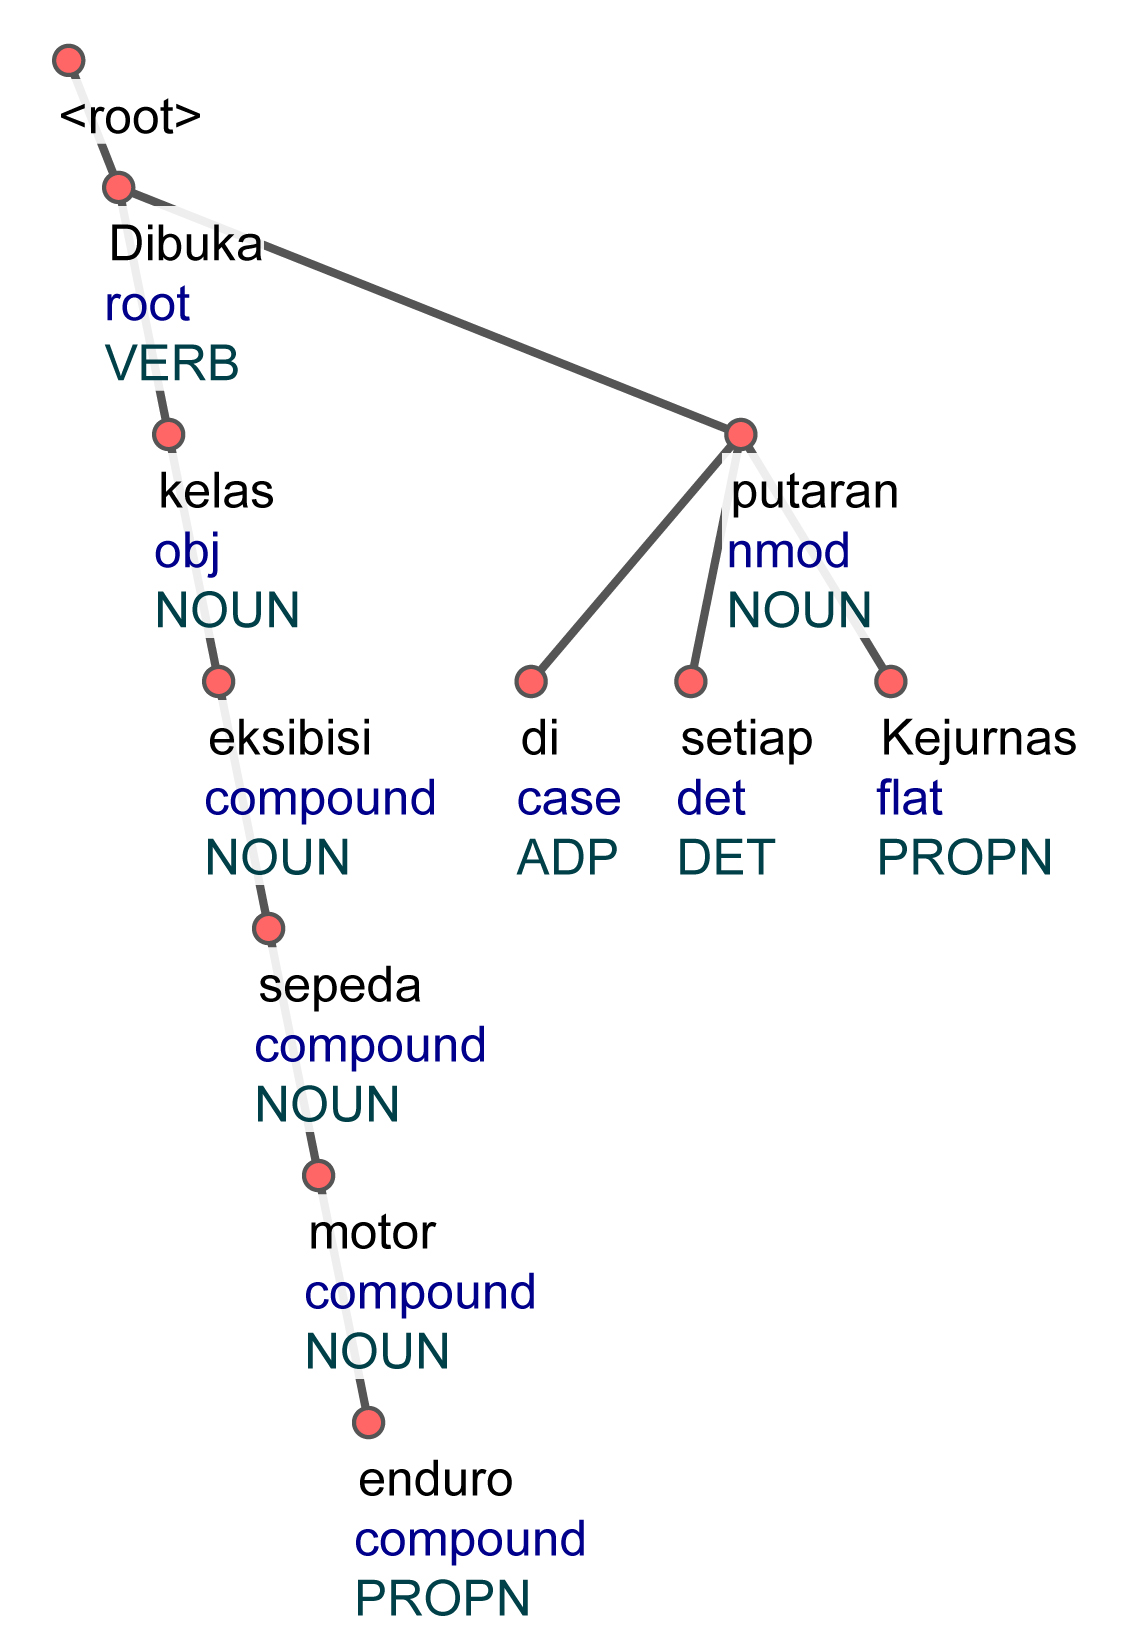 <root>
Dibuka
root
VERB
kelas
obj
NOUN
putaran
nmod
NOUN
eksibisi
compound
NOUN
di
case
ADP
setiap
det
DET
Kejurnas
flat
PROPN
sepeda
compound
NOUN
motor
compound
NOUN
enduro
compound
PROPN